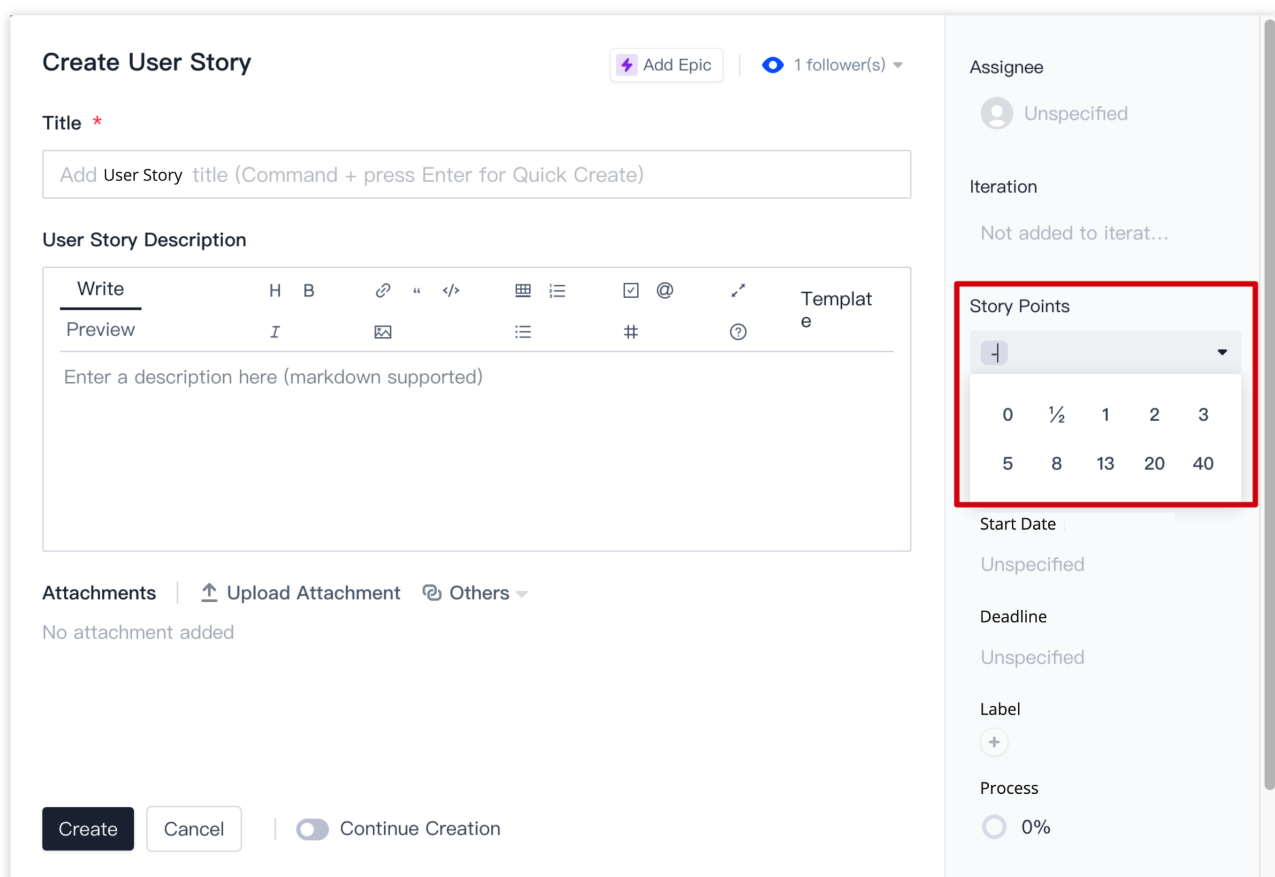 Create User Story
Add Epic
1 follower(s)
Title *
Add User Story title (Command + press Enter for Quick Create)
User Story Description
Write
H B “ </> @
Templat
e
Preview
I # ?
Enter a description here (markdown supported)
Attachments
Upload Attachment
Others
No attachment added
Create
Cancel
Continue Creation
Assignee
Unspecified
Iteration
Not added to iterat...
Story Points
-
0 ½ 1 2 3
5 8 13 20 40
Start Date
Unspecified
Deadline
Unspecified
Label
+
Process
0%